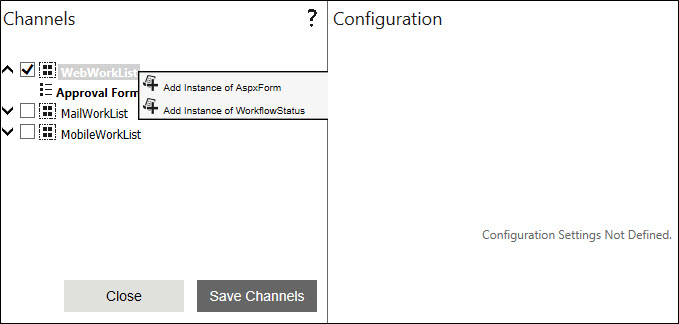 Channels
?
Configuration
WebWorkList
Add Instance of AspxForm
Approval Form
Add Instance of WorkflowStatus
MailWorkList
MobileWorkList
Configuration Settings Not Defined.
Close
Save Channels